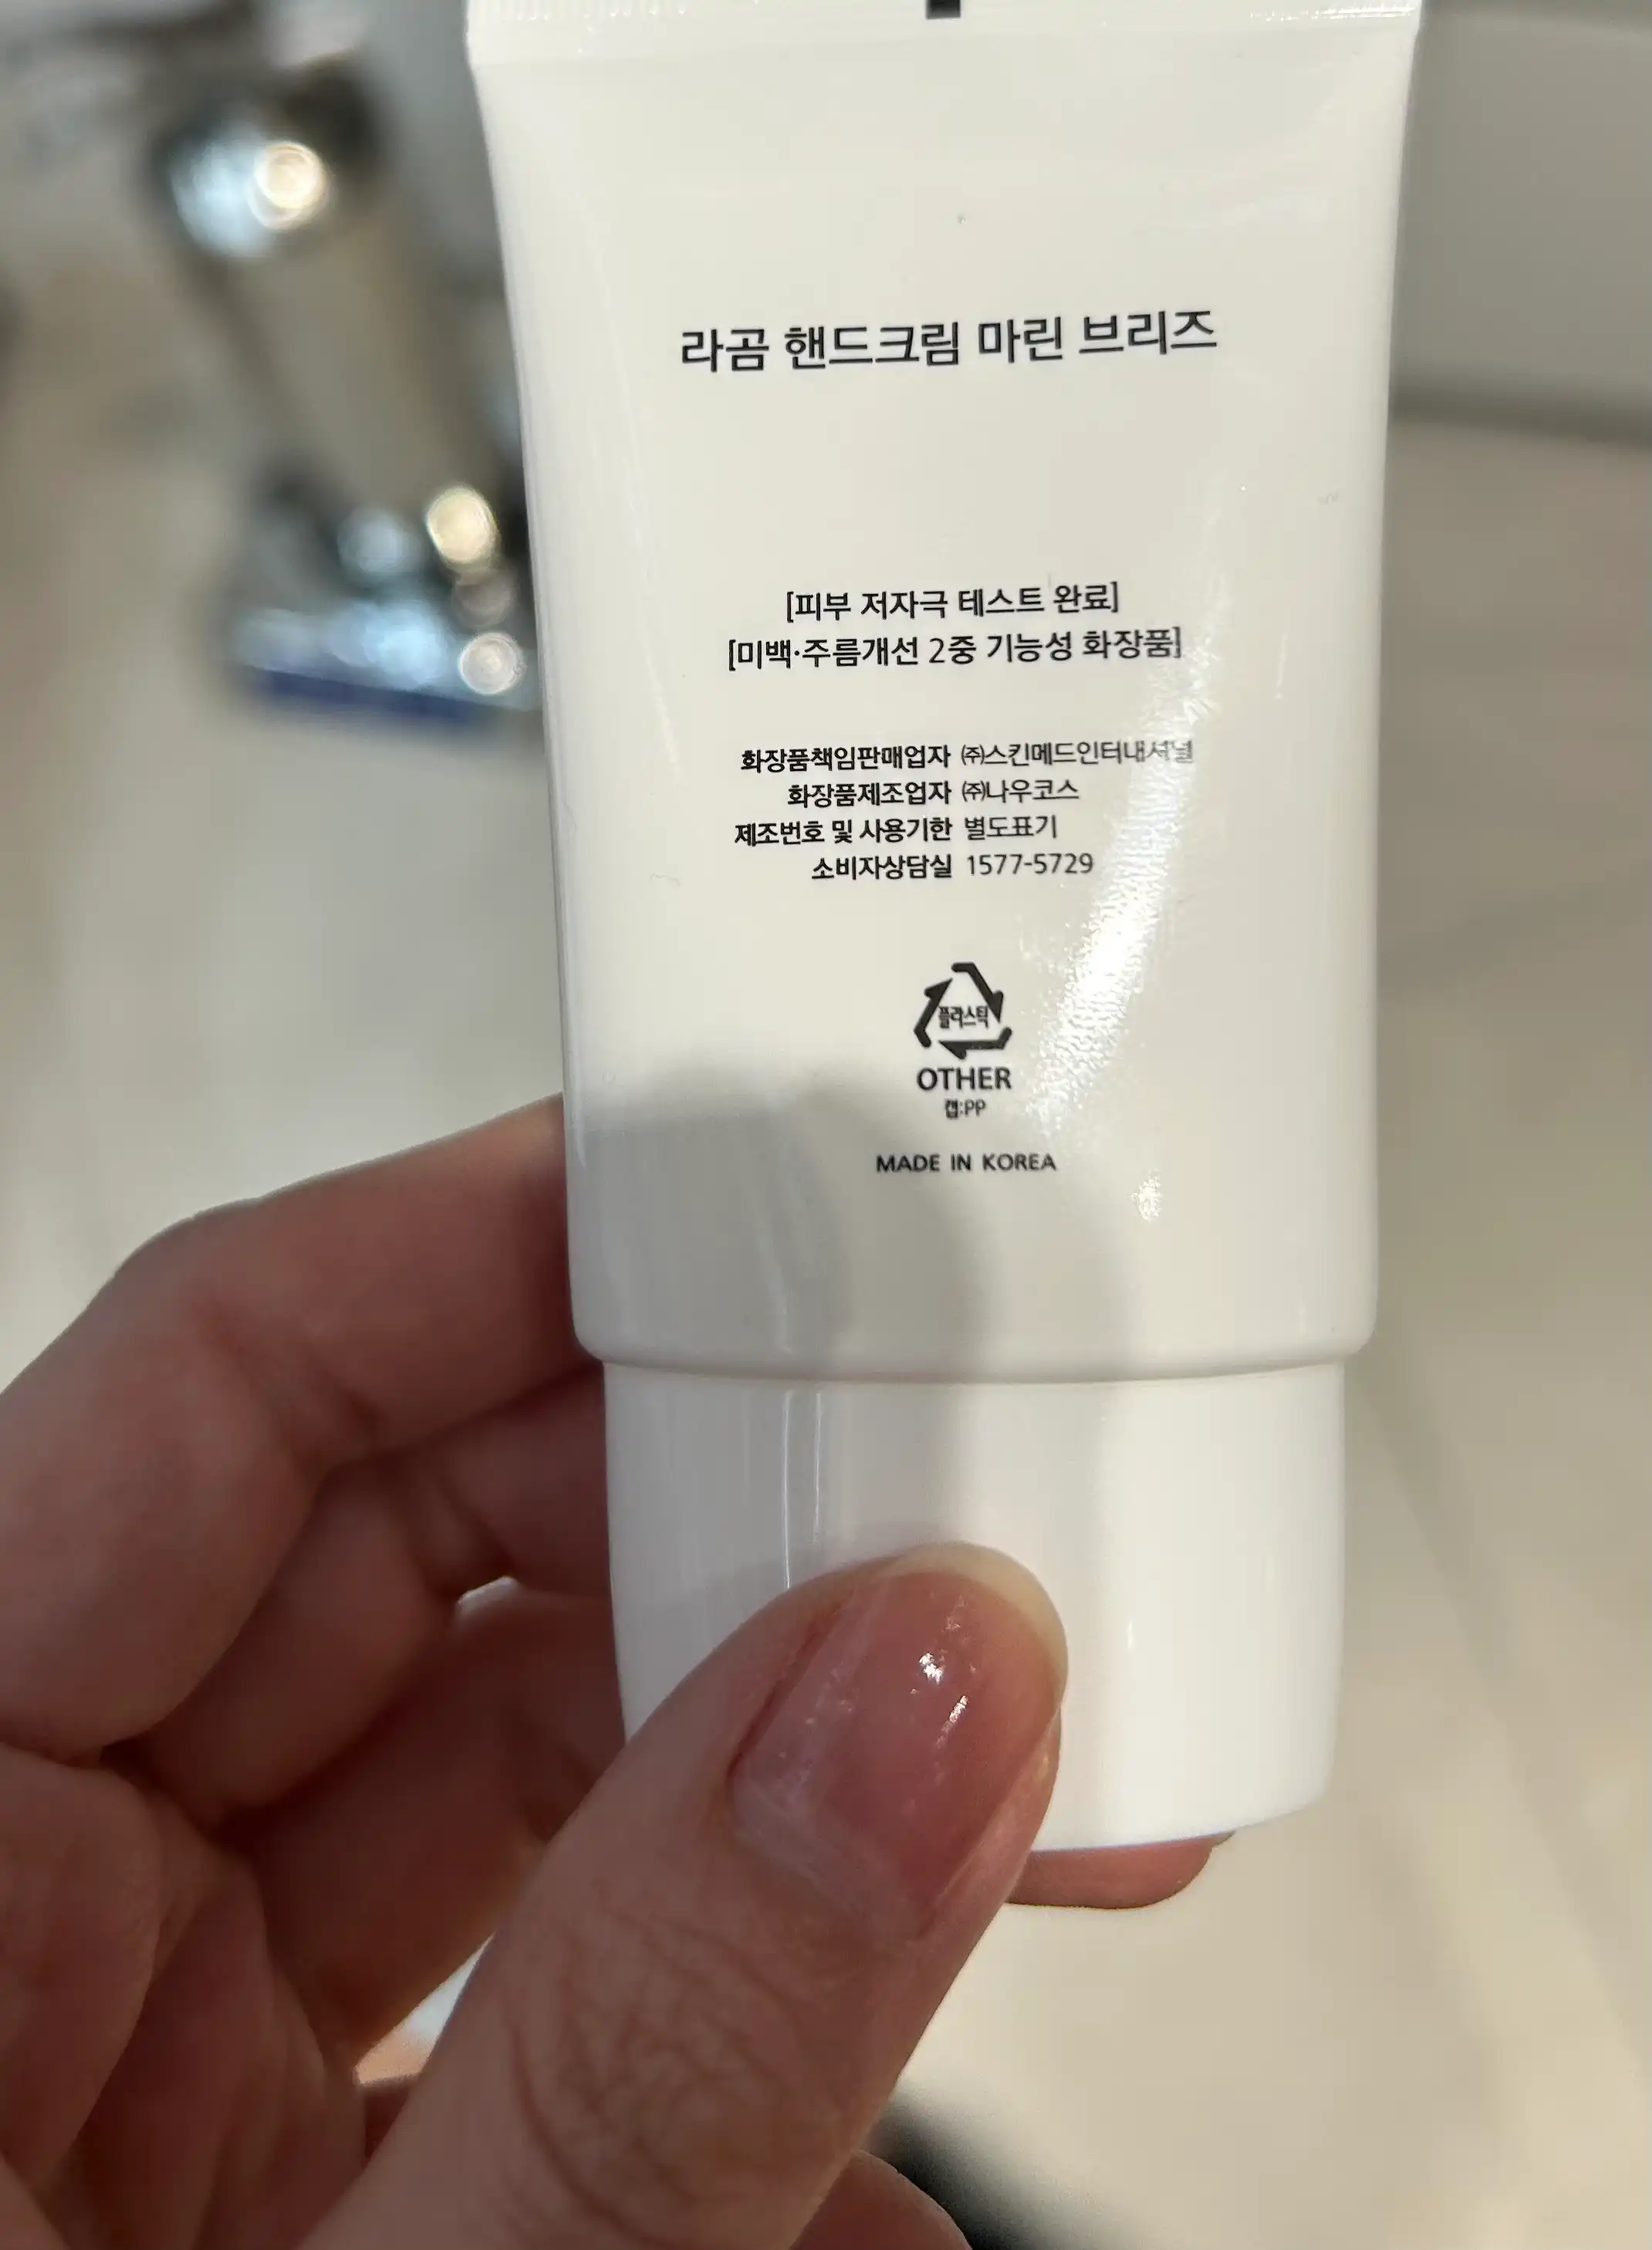 라곰 핸드크림 마린 브리즈
[피부 저자극 테스트 완료]
[미백·주름개선 2중 기능성 화장품]
화장품책임판매업자 ㈜스킨메드인터내셔널
화장품제조업자 ㈜나우코스
제조번호 및 사용기한 별도표기
소비자상담실 1577-5729
플라스틱
OTHER
캡:PP
MADE IN KOREA